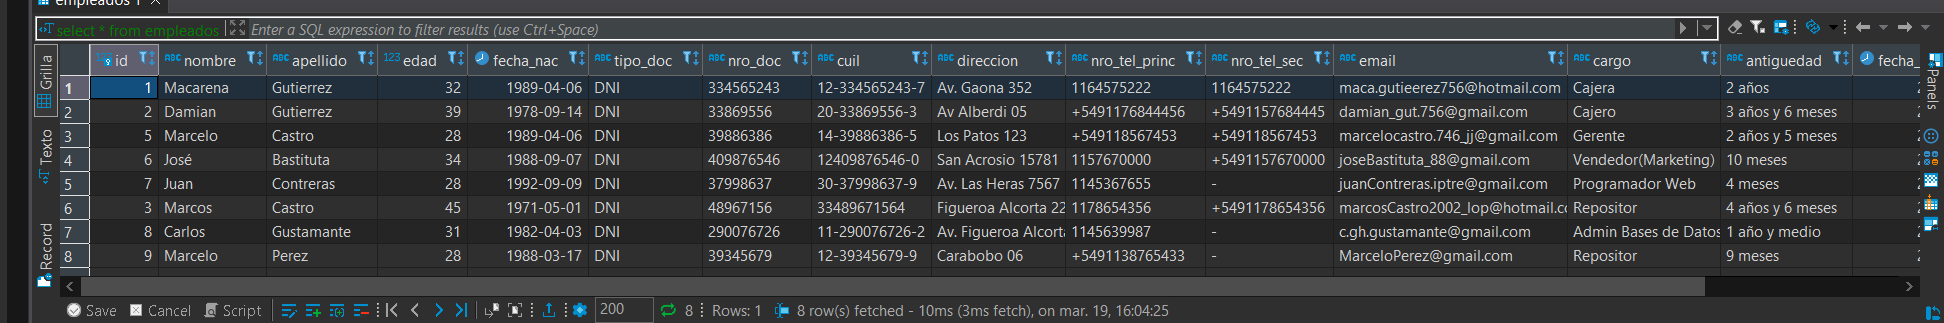 empleados 1
select * from empleados Enter a SQL expression to filter results (use Ctrl+Space)
123 id ABC nombre ABC apellido 123 edad fecha_nac ABC tipo_doc ABC nro_doc ABC cuil ABC direccion ABC nro_tel_princ ABC nro_tel_sec ABC email ABC cargo ABC antiguedad fecha_
1 1 Macarena Gutierrez 32 1989-04-06 DNI 334565243 12-334565243-7 Av. Gaona 352 1164575222 1164575222 maca.gutieerez756@hotmail.com Cajera 2 años
2 2 Damian Gutierrez 39 1978-09-14 DNI 33869556 20-33869556-3 Av Alberdi 05 +5491176844456 +5491157684445 damian_gut.756@gmail.com Cajero 3 años y 6 meses
3 5 Marcelo Castro 28 1989-04-06 DNI 39886386 14-39886386-5 Los Patos 123 +549118567453 +549118567453 marcelocastro.746_jj@gmail.com Gerente 2 años y 5 meses
4 6 José Bastituta 34 1988-09-07 DNI 409876546 12409876546-0 San Acrosio 15781 1157670000 +5491157670000 joseBastituta_88@gmail.com Vendedor(Marketing) 10 meses
5 7 Juan Contreras 28 1992-09-09 DNI 37998637 30-37998637-9 Av. Las Heras 7567 1145367655 - juanContreras.iptre@gmail.com Programador Web 4 meses
6 3 Marcos Castro 45 1971-05-01 DNI 48967156 33489671564 Figueroa Alcorta 22 1178654356 +5491178654356 marcosCastro2002_lop@hotmail.c Repositor 4 años y 6 meses
7 8 Carlos Gustamante 31 1982-04-03 DNI 290076726 11-290076726-2 Av. Figueroa Alcort 1145639987 - c.gh.gustamante@gmail.com Admin Bases de Datos 1 año y medio
8 9 Marcelo Perez 28 1988-03-17 DNI 39345679 12-39345679-9 Carabobo 06 +5491138765433 - MarceloPerez@gmail.com Repositor 9 meses
Grilla
Texto
Record
Panels
Save Cancel Script 200 8 Rows: 1 8 row(s) fetched - 10ms (3ms fetch), on mar. 19, 16:04:25